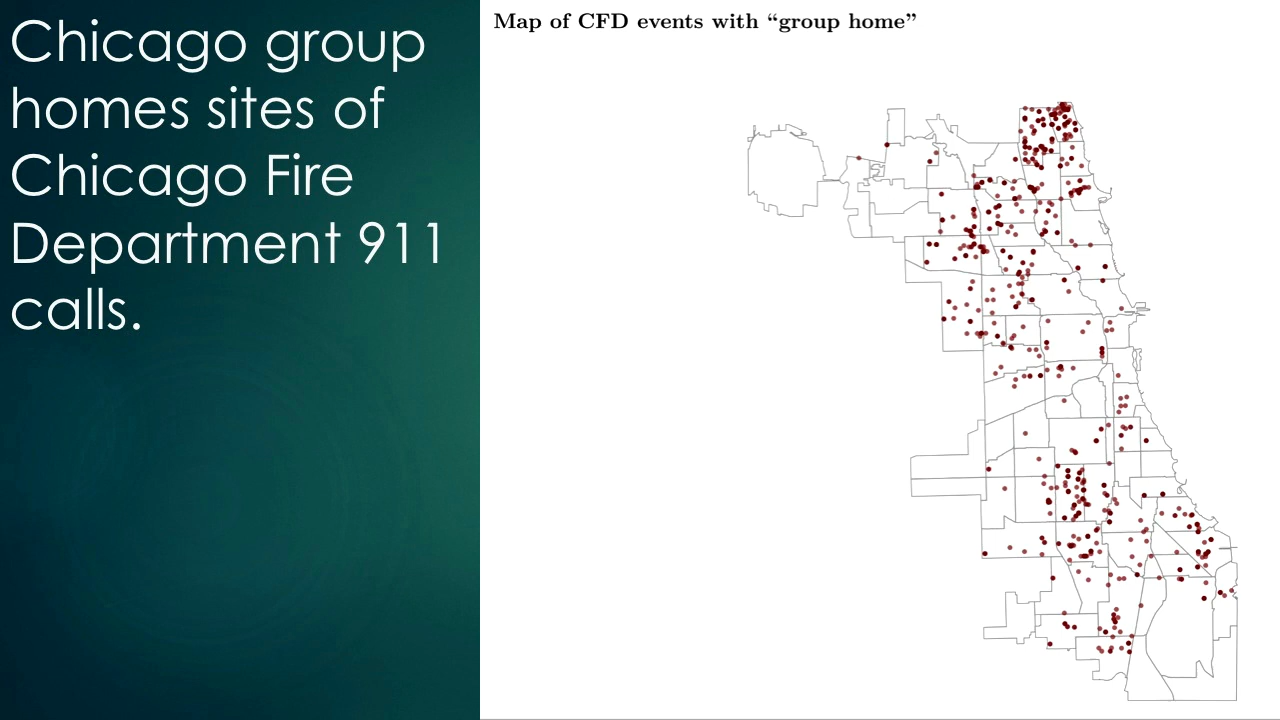 Chicago group
homes sites of
Chicago Fire
Department 911
calls.
Map of CFD events with “group home”